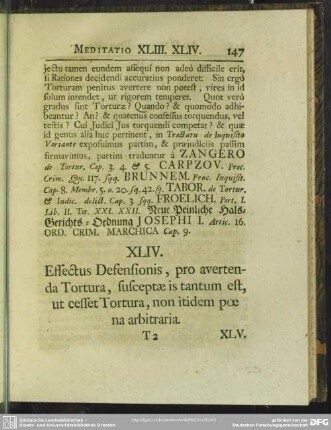 MEDITATIO XLIII. XLIV. 147
jectu tamen eundem assequi non adeò difficile erit,
si Rationes decidendi accuratius ponderet. Sin ergò
Torturam penitus avertere non potest, vires in id
solum intendet, ut rigorem temperet. Quot verò
gradus sint Torturæ? Quando? & quomodo adhi-
beantur? An? & quatenus confessus torquendus, vel
testis? Cui Judici Jus torquendi competat? & quæ
id genus alia huc pertinent, in Tractatu de Inquisito
Variante exposuimus partim, & præjudiciis passim
firmavimus, partim traduntur à ZANGERO
de Tortur. Cap. 3. 4. & 5. CARPZOV. Proc.
Crim. Qv. 117. sqq. BRUNNEM. Proc. Inquisit.
Cap. 8. Membr. 5. n. 20. sq. 42. sq. TABOR. de Tortur.
& Indic. delict. Cap. 3. sqq. FROELICH. Part. I.
Lib. II. Tit. XXI. XXII. Neue Peinliche Hals-
Gerichts-Ordnung JOSEPHI I. Artic. 16.
ORD. CRIM. MARCHICA Cap. 9.
XLIV.
Effectus Defensionis, pro averten-
da Tortura, susceptæ is tantum est,
ut cesset Tortura, non itidem pœ
na arbitraria.
T 2 XLV.